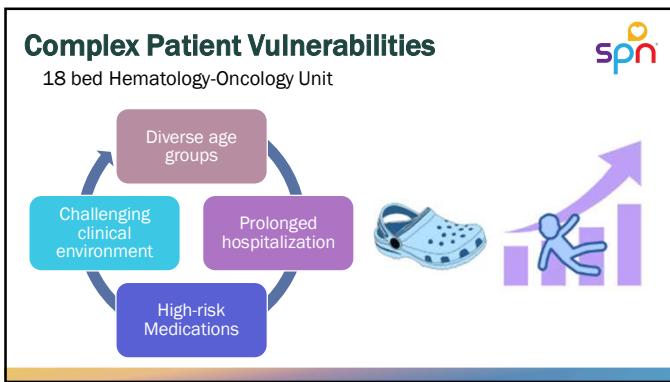 Complex Patient Vulnerabilities
spn
18 bed Hematology-Oncology Unit
Diverse age
groups
Challenging
clinical
environment
Prolonged
hospitalization
High-risk
Medications